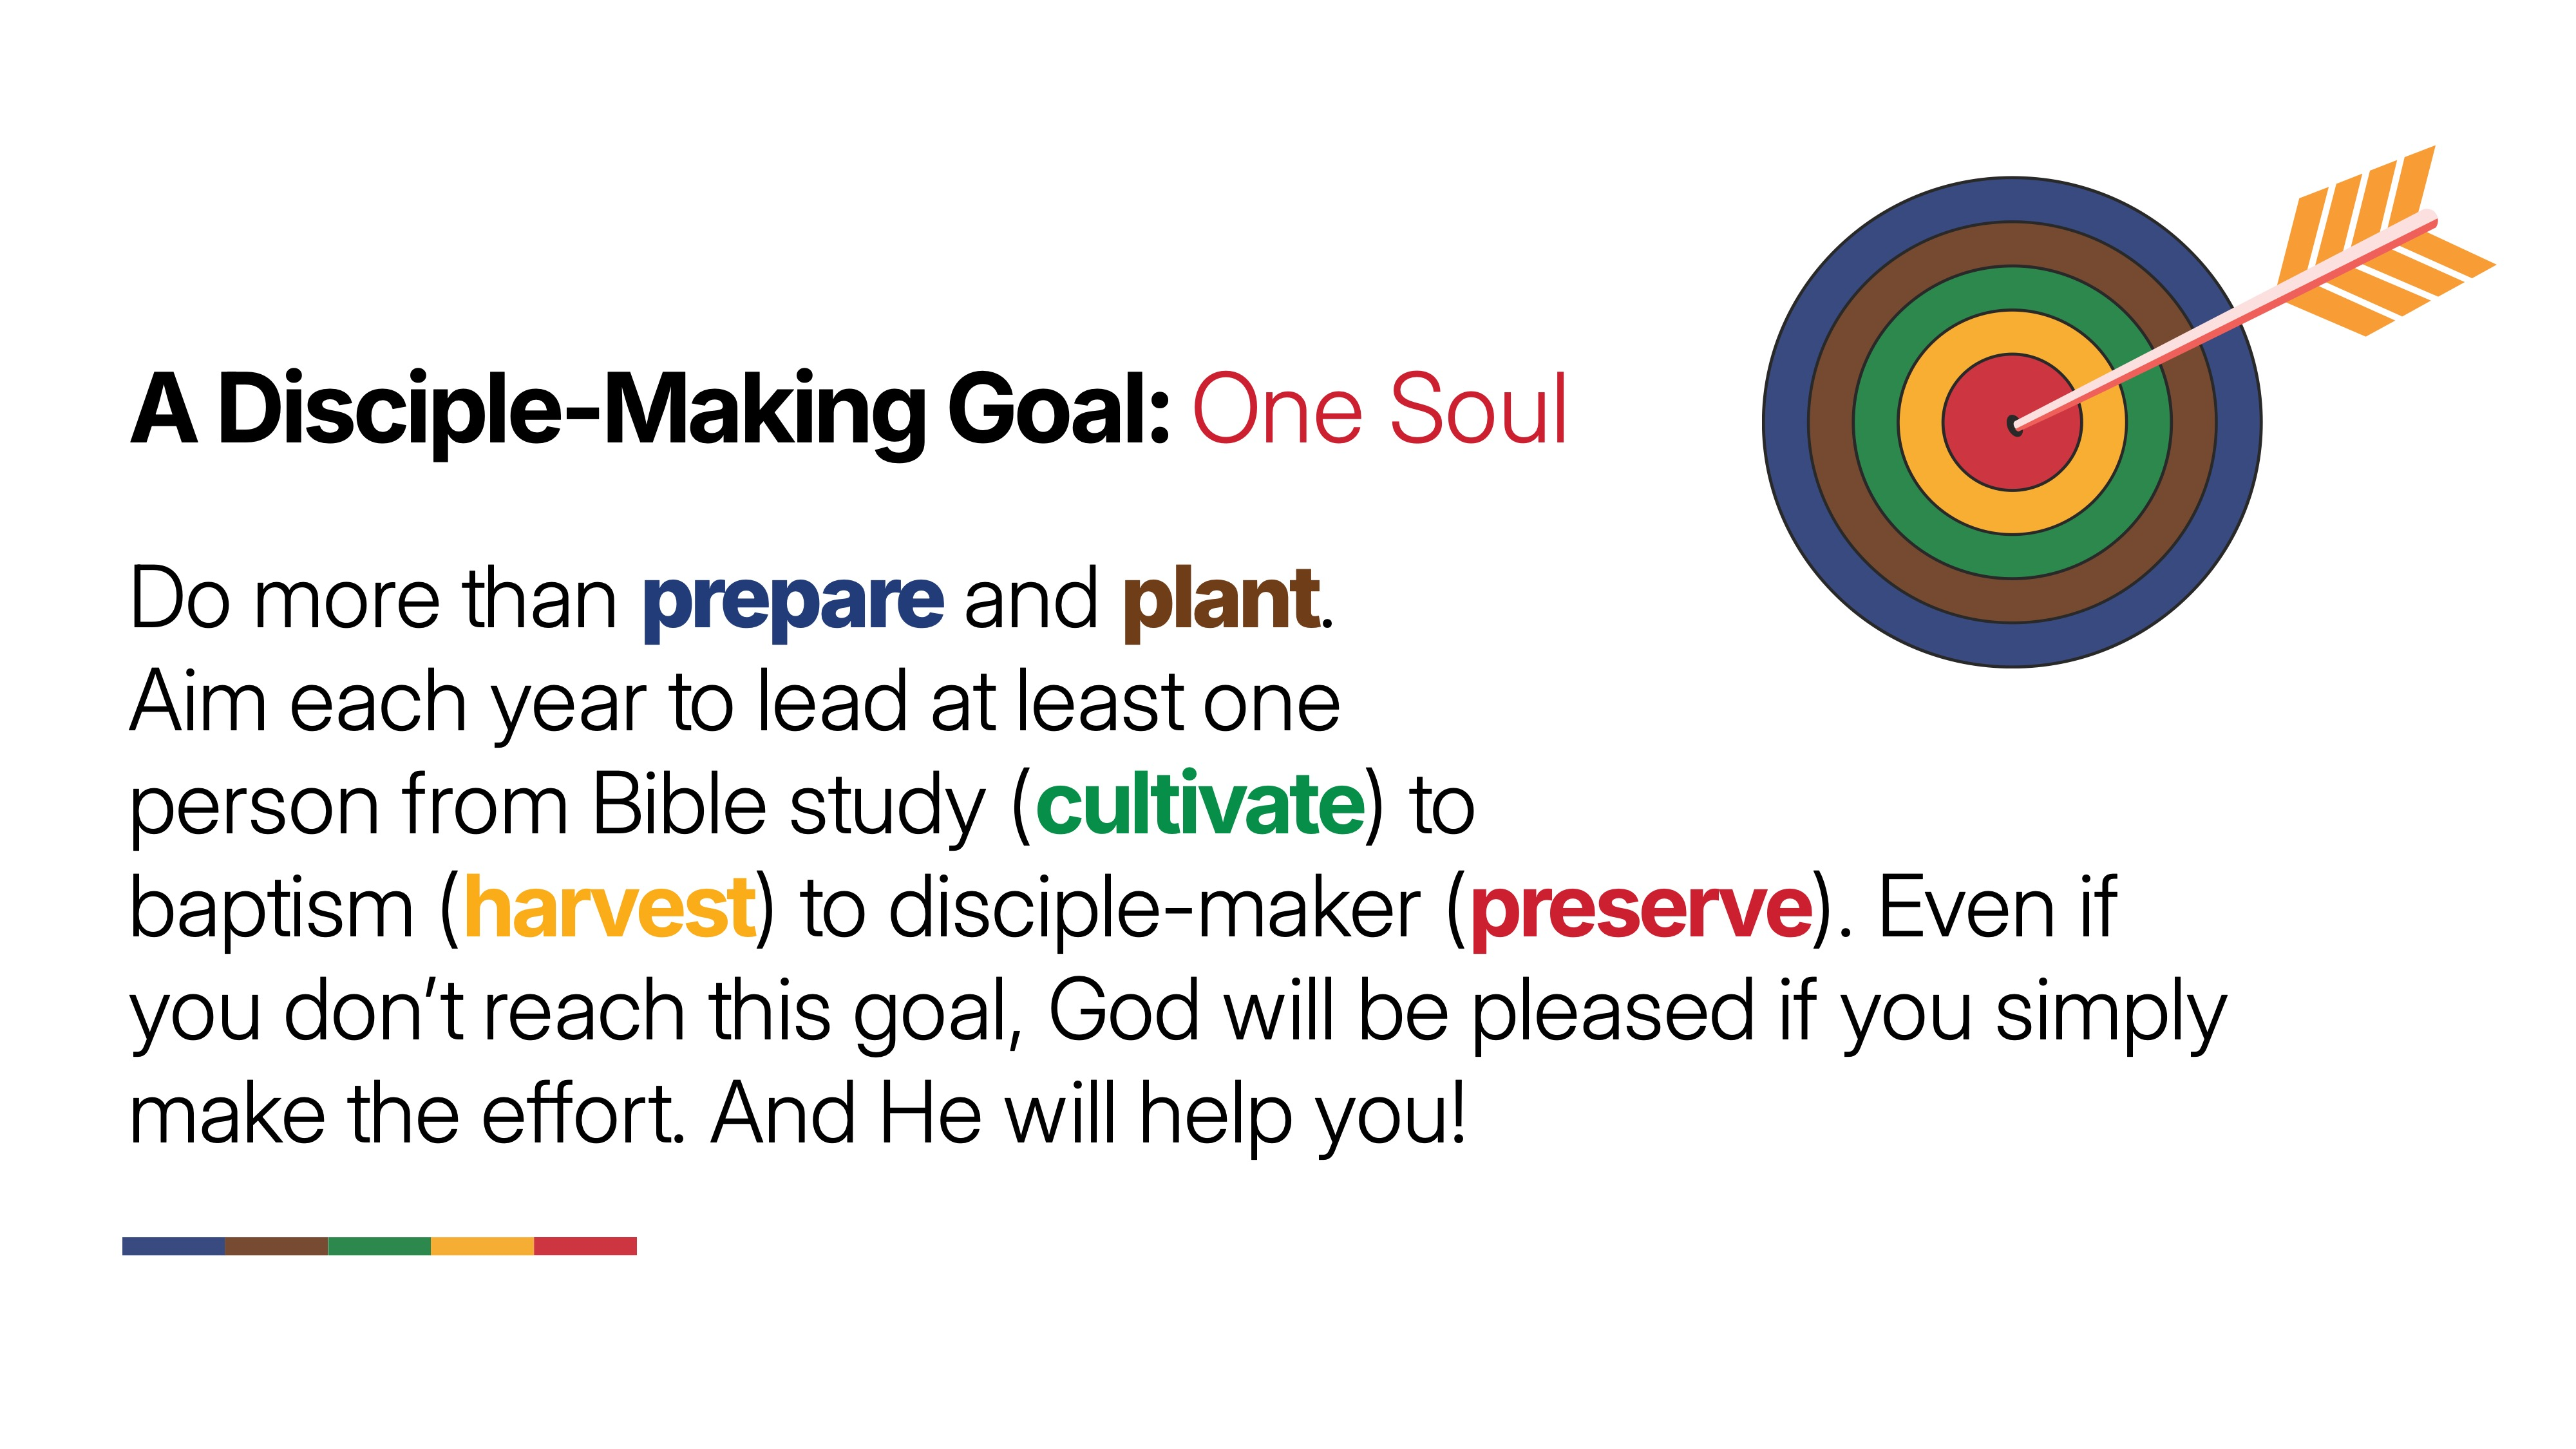 A Disciple-Making Goal: One Soul
Do more than prepare and plant.
Aim each year to lead at least one
person from Bible study (cultivate) to
baptism (harvest) to disciple-maker (preserve). Even if
you don’t reach this goal, God will be pleased if you simply
make the effort. And He will help you!